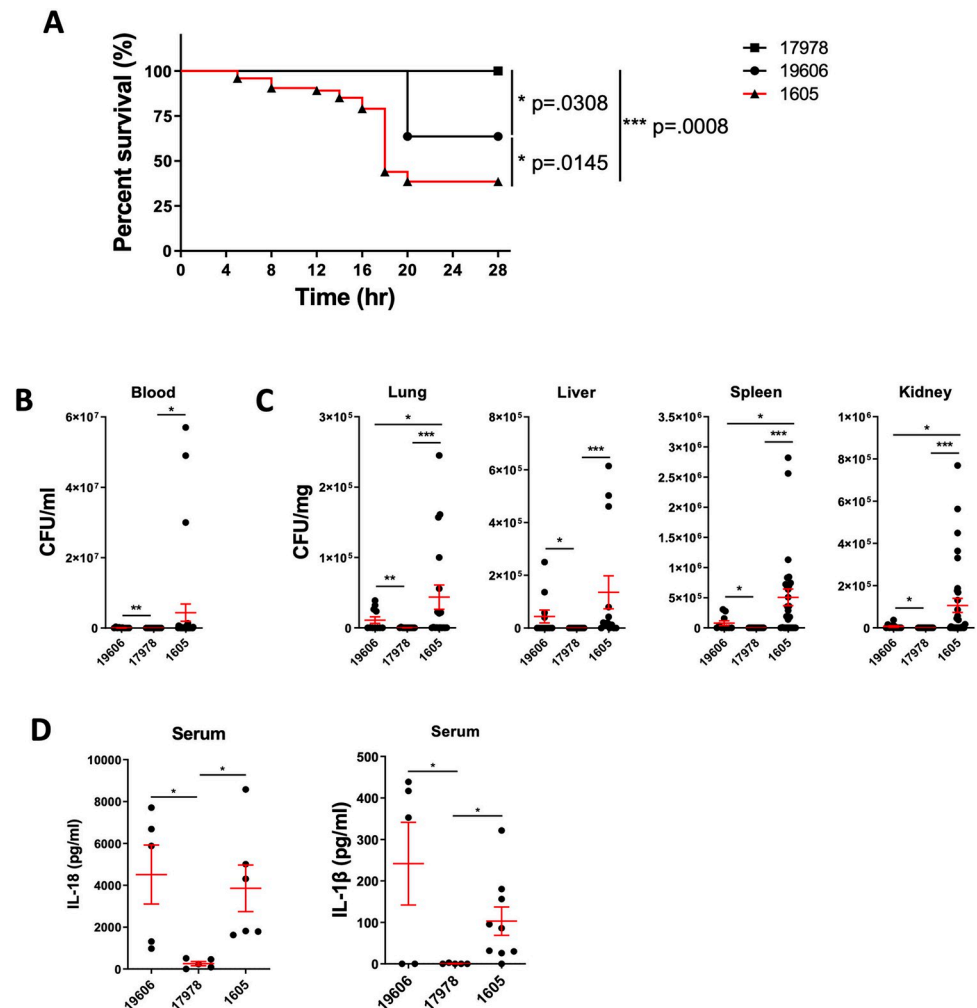 A
Percent survival (%)
100
75
50
25
0
0 4 8 12 16 20 24 28
Time (hr)
* p=.0308
* p=.0145
*** p=.0008
17978
19606
1605
B
Blood
CFU/ml
6×10⁷
4×10⁷
2×10⁷
0
**
*
19606 17978 1605
C
Lung
CFU/mg
3×10⁵
2×10⁵
1×10⁵
0
*
***
**
19606 17978 1605
Liver
8×10⁵
6×10⁵
4×10⁵
2×10⁵
0
***
*
19606 17978 1605
Spleen
3.5×10⁶
3×10⁶
2.5×10⁶
2×10⁶
1.5×10⁶
1×10⁶
5×10⁵
0
*
***
*
19606 17978 1605
Kidney
1×10⁶
8×10⁵
6×10⁵
4×10⁵
2×10⁵
0
*
***
*
19606 17978 1605
D
Serum
IL-18 (pg/ml)
10000
8000
6000
4000
2000
0
*
*
19606 17978 1605
Serum
IL-1β (pg/ml)
500
400
300
200
100
0
*
*
19606 17978 1605